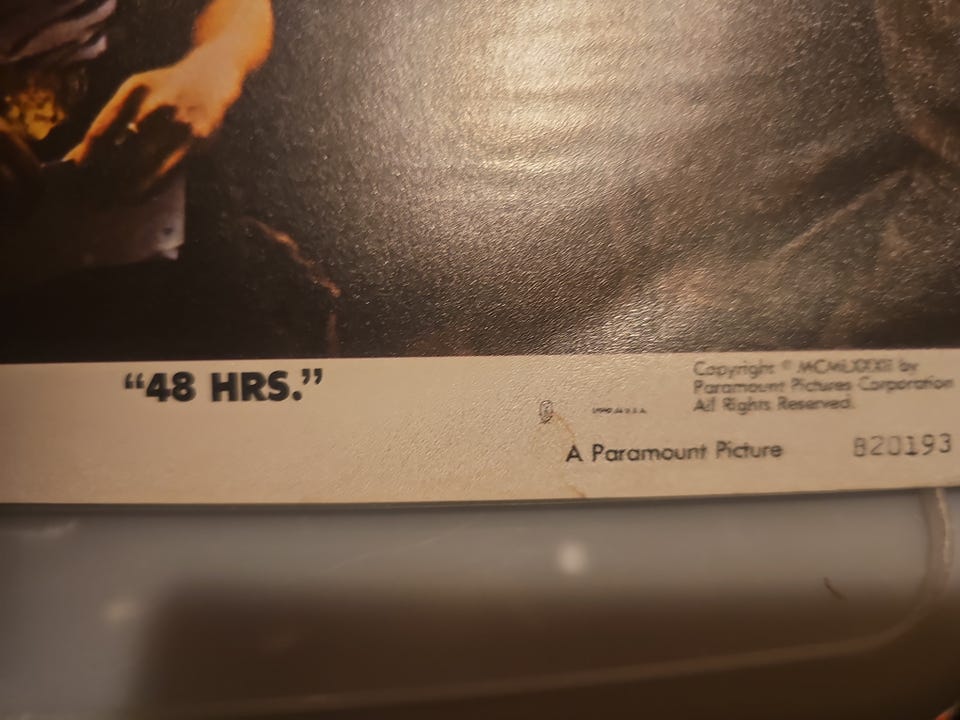 "48 HRS."
Copyright © MCMLXXXII by
Paramount Pictures Corporation
All Rights Reserved.
A Paramount Picture
820193